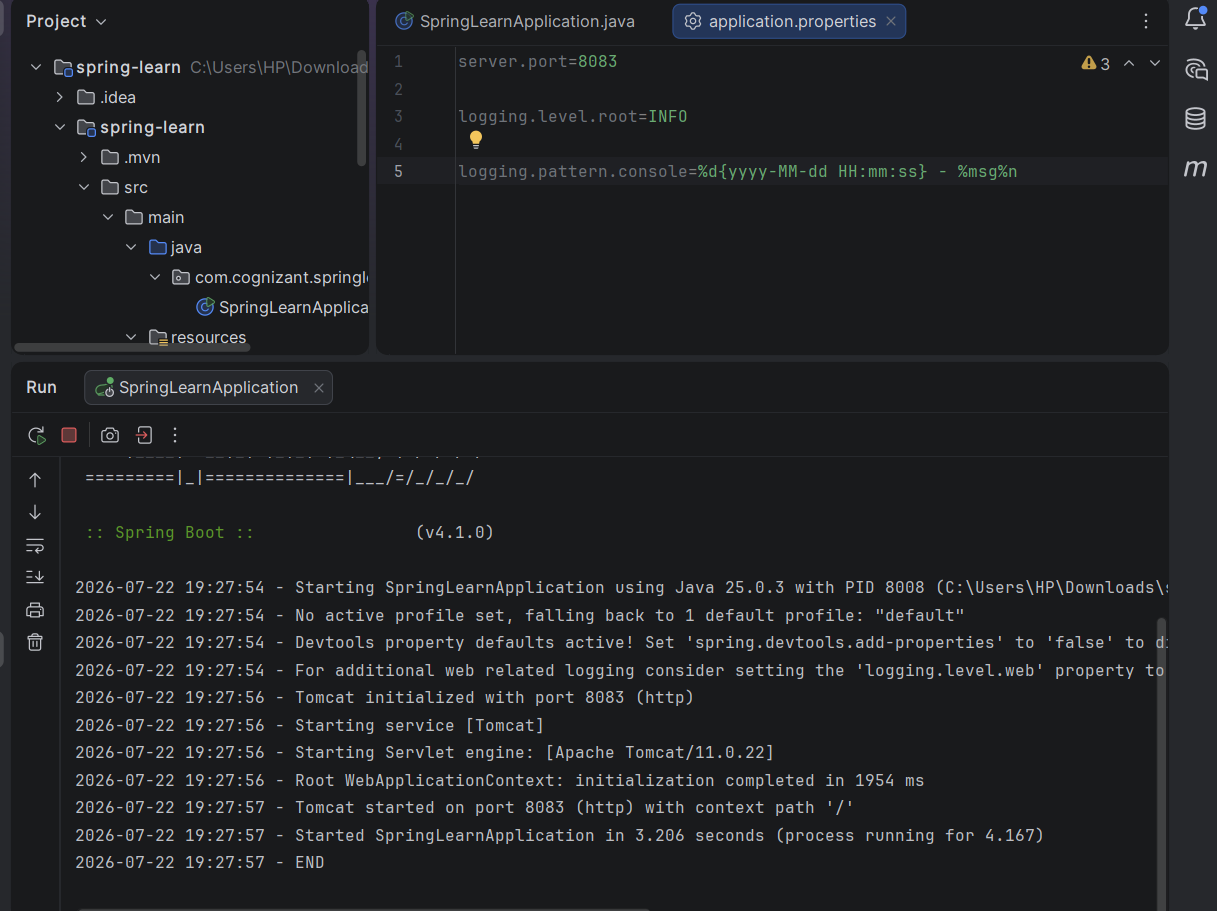 Project
SpringLearnApplication.java
application.properties
spring-learn C:\Users\HP\Download
.idea
spring-learn
.mvn
src
main
java
com.cognizant.springl
SpringLearnApplica
resources
1 server.port=8083
3
2
3 logging.level.root=INFO
4
5 logging.pattern.console=%d{yyyy-MM-dd HH:mm:ss} - %msg%n
m
Run
SpringLearnApplication
=========|_|==============|___/=/_/_/_/
:: Spring Boot :: (v4.1.0)
2026-07-22 19:27:54 - Starting SpringLearnApplication using Java 25.0.3 with PID 8008 (C:\Users\HP\Downloads\s
2026-07-22 19:27:54 - No active profile set, falling back to 1 default profile: "default"
2026-07-22 19:27:54 - Devtools property defaults active! Set 'spring.devtools.add-properties' to 'false' to di
2026-07-22 19:27:54 - For additional web related logging consider setting the 'logging.level.web' property to
2026-07-22 19:27:56 - Tomcat initialized with port 8083 (http)
2026-07-22 19:27:56 - Starting service [Tomcat]
2026-07-22 19:27:56 - Starting Servlet engine: [Apache Tomcat/11.0.22]
2026-07-22 19:27:56 - Root WebApplicationContext: initialization completed in 1954 ms
2026-07-22 19:27:57 - Tomcat started on port 8083 (http) with context path '/'
2026-07-22 19:27:57 - Started SpringLearnApplication in 3.206 seconds (process running for 4.167)
2026-07-22 19:27:57 - END